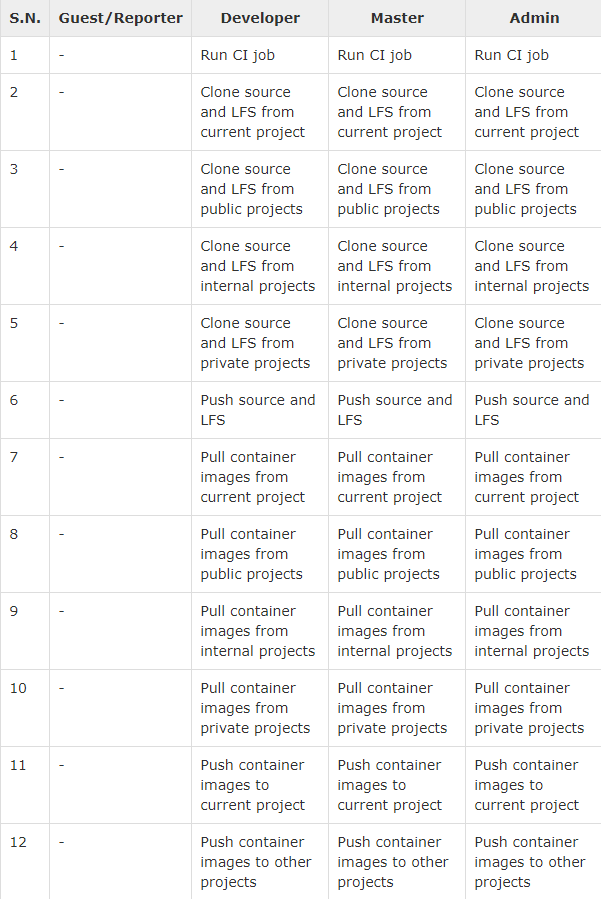 S.N. Guest/Reporter Developer Master Admin
1 - Run CI job Run CI job Run CI job
2 - Clone source Clone source Clone source
and LFS from and LFS from and LFS from
current project current project current project
3 - Clone source Clone source Clone source
and LFS from and LFS from and LFS from
public projects public projects public projects
4 - Clone source Clone source Clone source
and LFS from and LFS from and LFS from
internal projects internal projects internal projects
5 - Clone source Clone source Clone source
and LFS from and LFS from and LFS from
private projects private projects private projects
6 - Push source and Push source and Push source and
LFS LFS LFS
7 - Pull container Pull container Pull container
images from images from images from
current project current project current project
8 - Pull container Pull container Pull container
images from images from images from
public projects public projects public projects
9 - Pull container Pull container Pull container
images from images from images from
internal projects internal projects internal projects
10 - Pull container Pull container Pull container
images from images from images from
private projects private projects private projects
11 - Push container Push container Push container
images to images to images to
current project current project current project
12 - Push container Push container Push container
images to other images to other images to other
projects projects projects